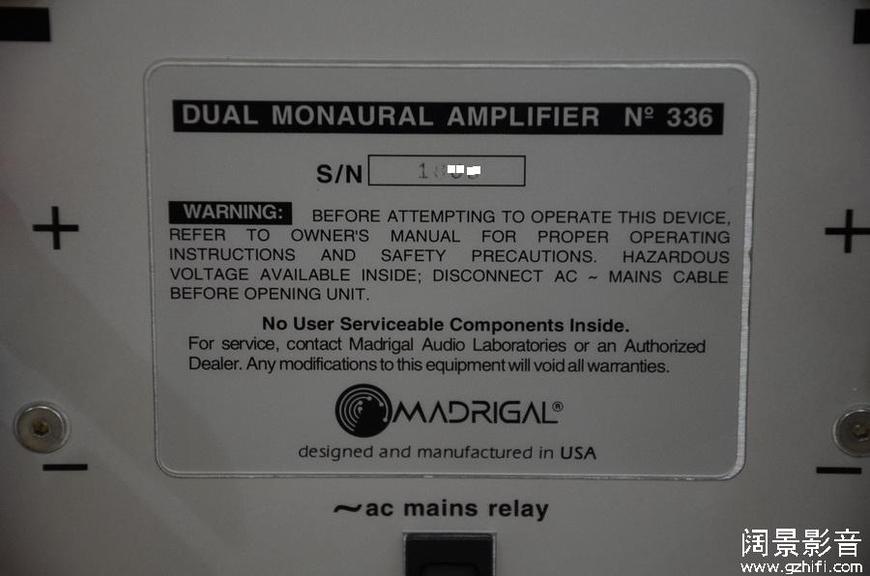 DUAL MONAURAL AMPLIFIER Nº 336
S/N
WARNING: BEFORE ATTEMPTING TO OPERATE THIS DEVICE,
REFER TO OWNER'S MANUAL FOR PROPER OPERATING
INSTRUCTIONS AND SAFETY PRECAUTIONS. HAZARDOUS
VOLTAGE AVAILABLE INSIDE; DISCONNECT AC ~ MAINS CABLE
BEFORE OPENING UNIT.
No User Serviceable Components Inside.
For service, contact Madrigal Audio Laboratories or an Authorized
Dealer. Any modifications to this equipment will void all warranties.
MADRIGAL®
designed and manufactured in USA
+ +
− −
~ac mains relay
阔景影音
www.gzhifi.com